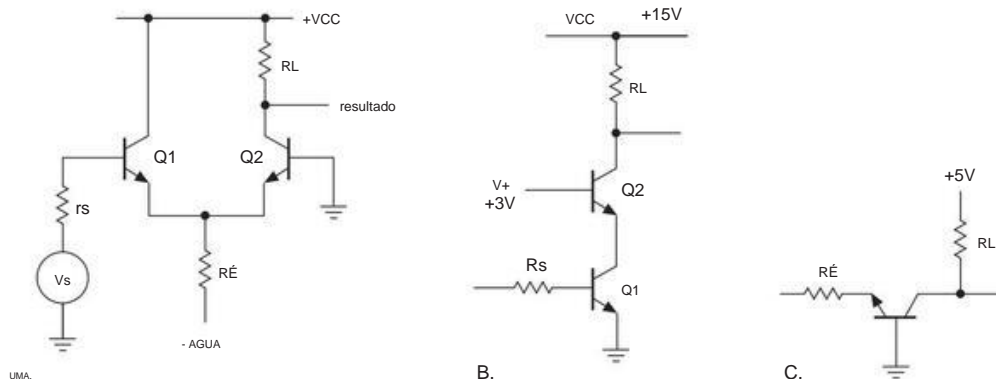 +VCC
RL
resultado
Q1
Q2
rs
Vs
RÉ
- AGUA
UMA.
VCC
+15V
RL
V+
+3V
Q2
Rs
Q1
B.
+5V
RL
RÉ
C.